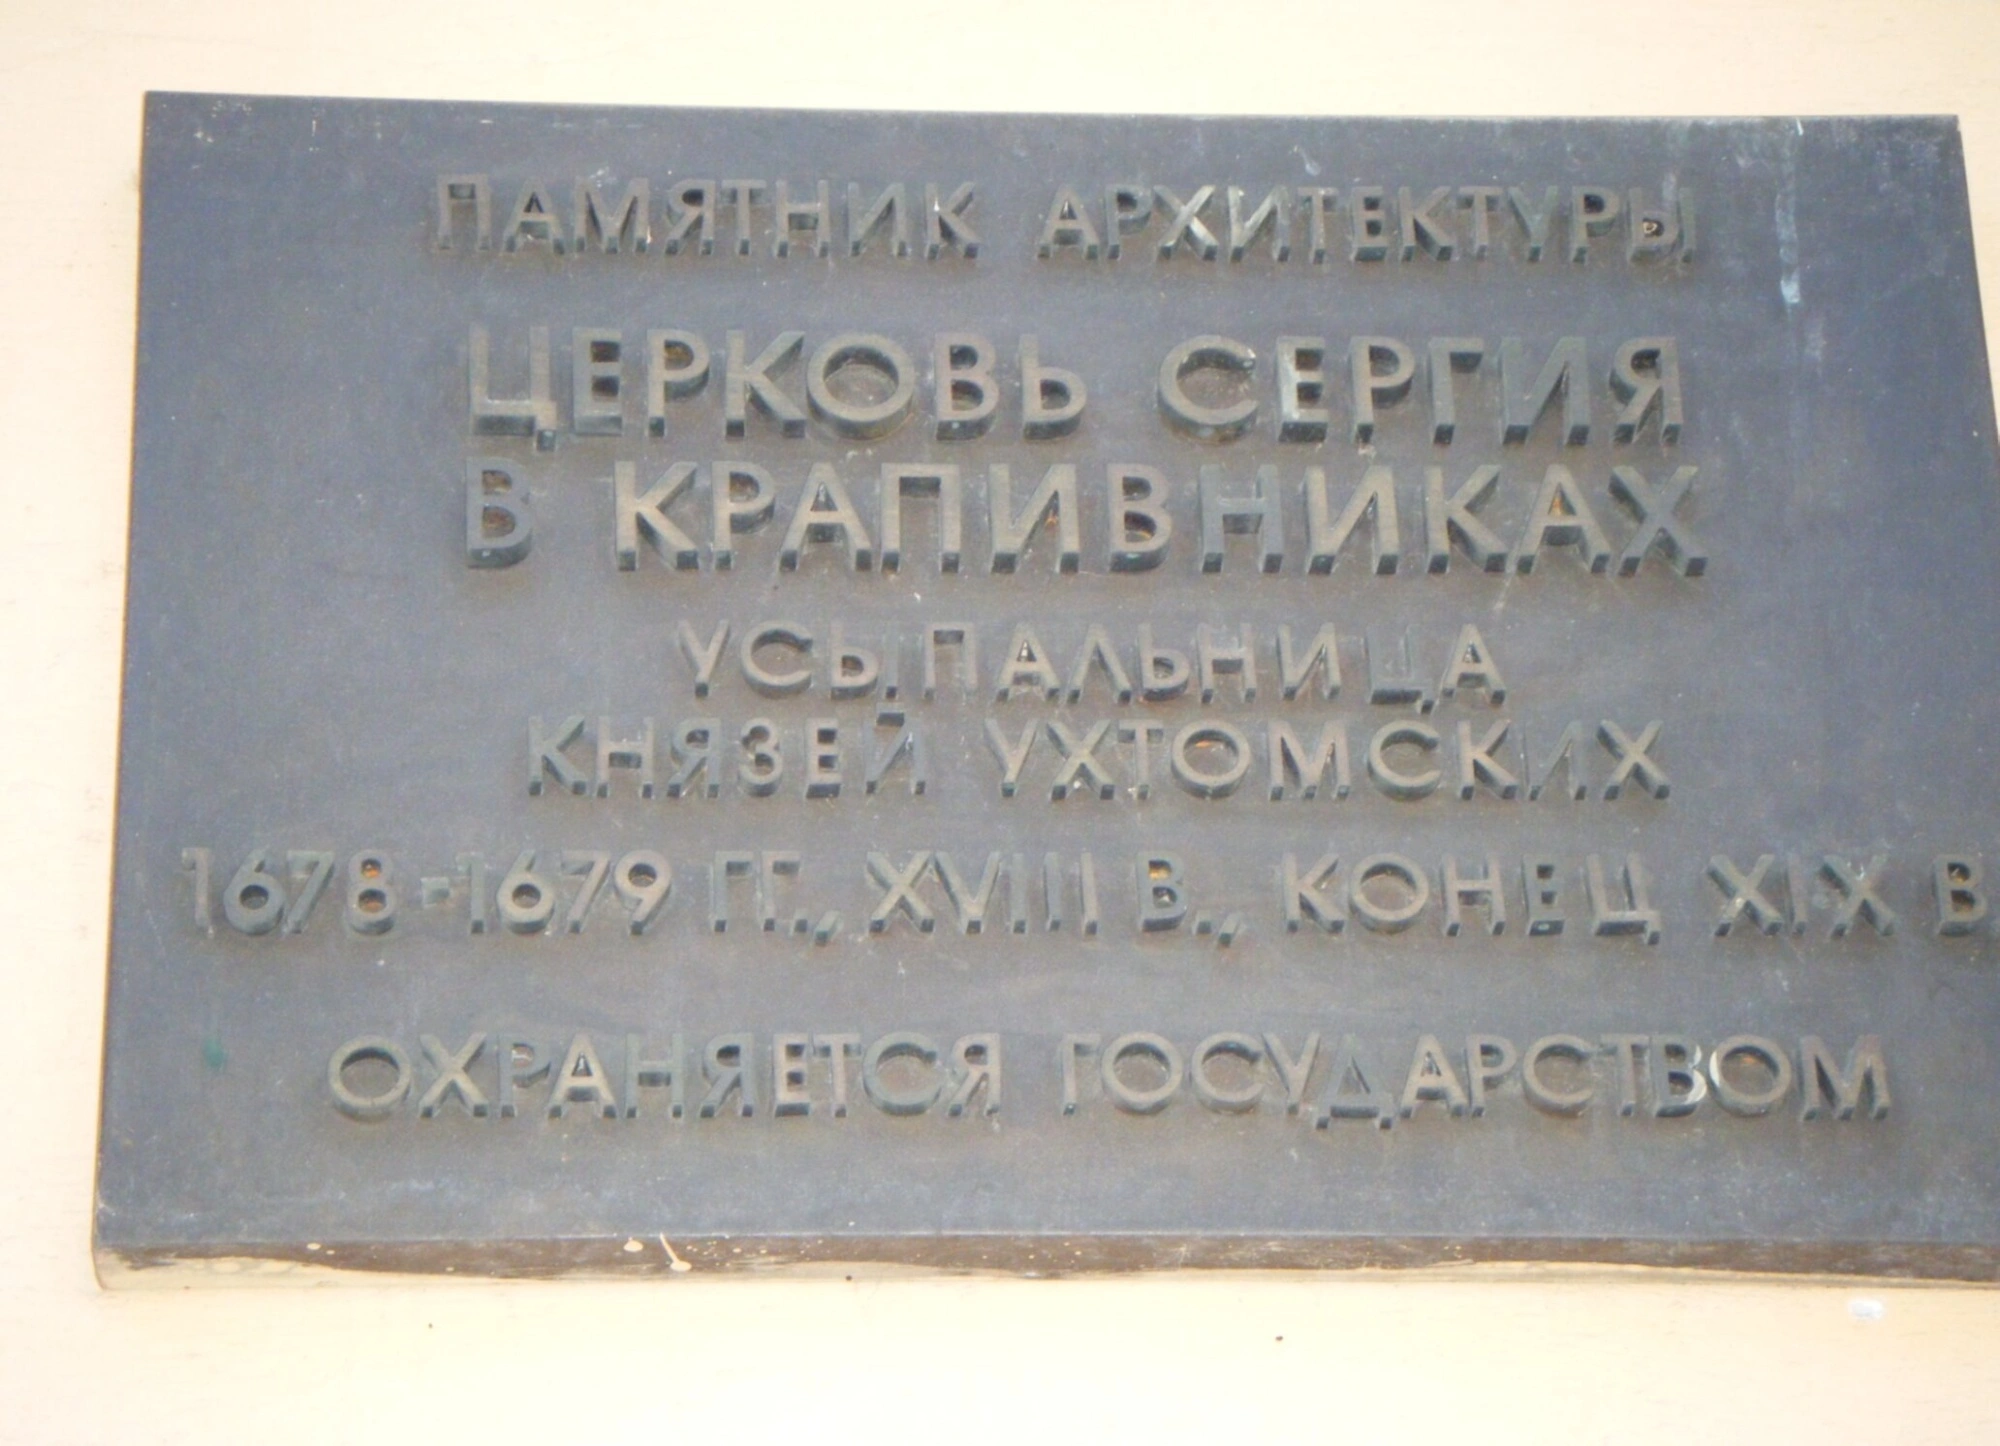 ПАМЯТНИК АРХИТЕКТУРЫ
ЦЕРКОВЬ СЕРГИЯ
В КРАПИВНИКАХ
УСЫПАЛЬНИЦА
КНЯЗЕЙ УХТОМСКИХ
1678-1679 ГГ., XVIII В., КОНЕЦ XIX В.
ОХРАНЯЕТСЯ ГОСУДАРСТВОМ